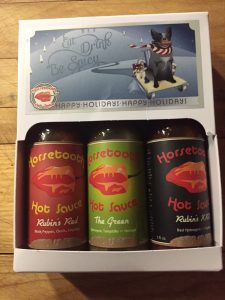 Eat, Drink
Be Spicy
HAPPY HOLIDAYS•HAPPY HOLIDAYS
Horsetooth
Hot Sauce
Rubin's Red
Horsetooth
Hot Sauce
The Green
Horsetooth
Hot Sauce
Rubin's